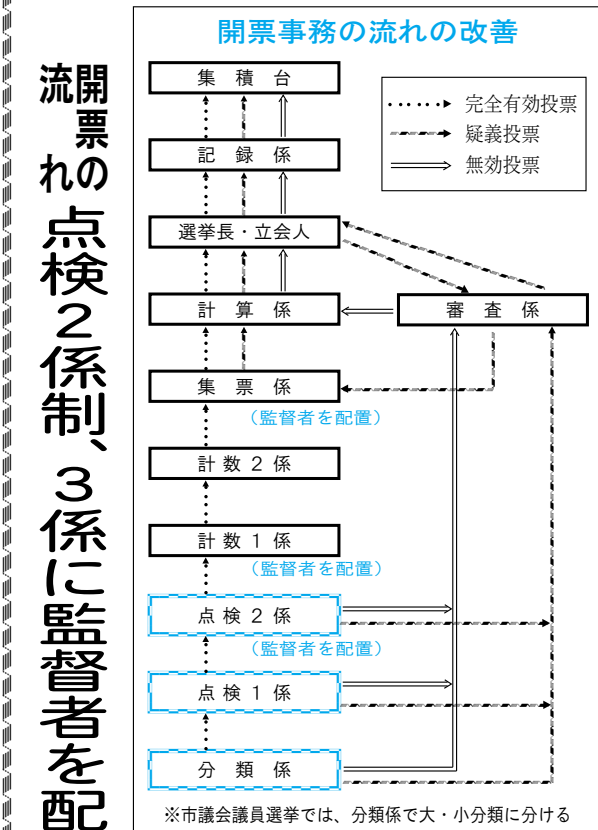 開票の流れ
点検２係制、３係に監督者を配
開票事務の流れの改善
集積台
記録係
選挙長・立会人
計算係
審査係
集票係
（監督者を配置）
計数２係
計数１係
（監督者を配置）
点検２係
（監督者を配置）
点検１係
分類係
完全有効投票
疑義投票
無効投票
※市議会議員選挙では、分類係で大・小分類に分ける